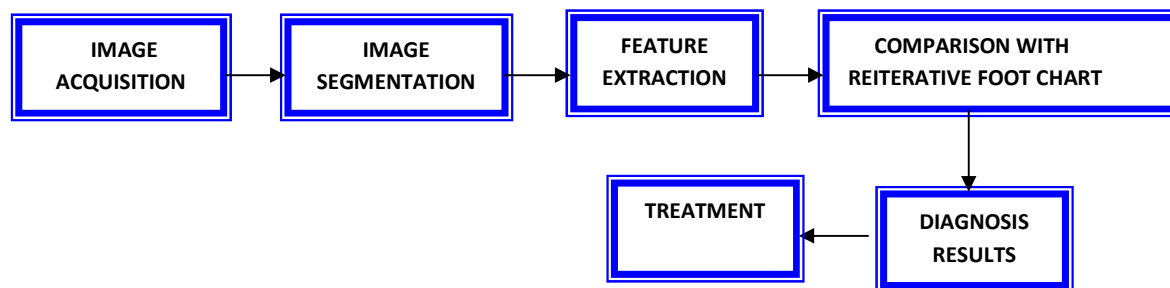 IMAGE
ACQUISITION
IMAGE
SEGMENTATION
FEATURE
EXTRACTION
COMPARISON WITH
REITERATIVE FOOT CHART
DIAGNOSIS
RESULTS
TREATMENT